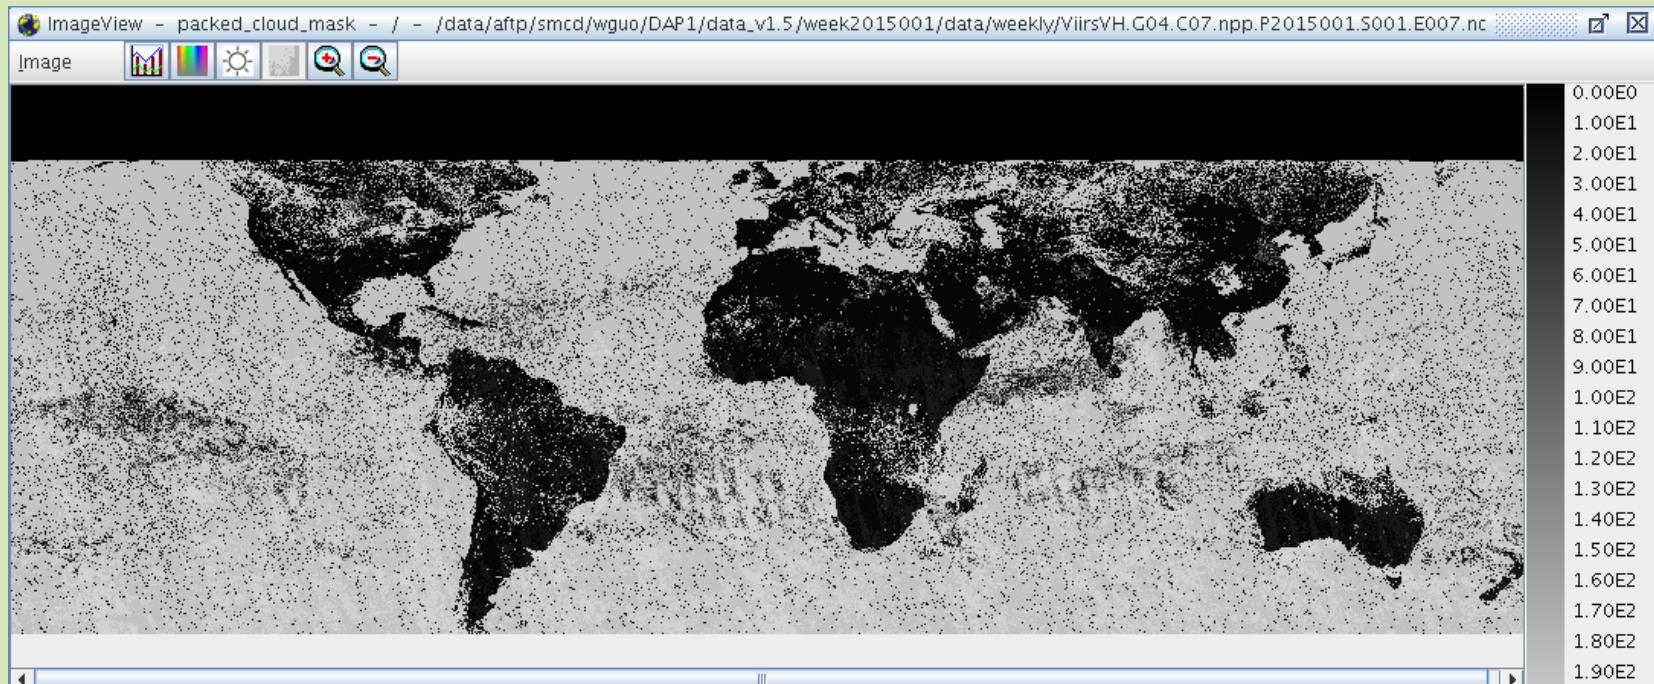 ImageView - packed_cloud_mask - / - /data/aftp/smcd/wguo/DAP1/data_v1.5/week2015001/data/weekly/ViirsVH.G04.C07.npp.P2015001.S001.E007.nc
Image
0.00E0
1.00E1
2.00E1
3.00E1
4.00E1
5.00E1
6.00E1
7.00E1
8.00E1
9.00E1
1.00E2
1.10E2
1.20E2
1.30E2
1.40E2
1.50E2
1.60E2
1.70E2
1.80E2
1.90E2